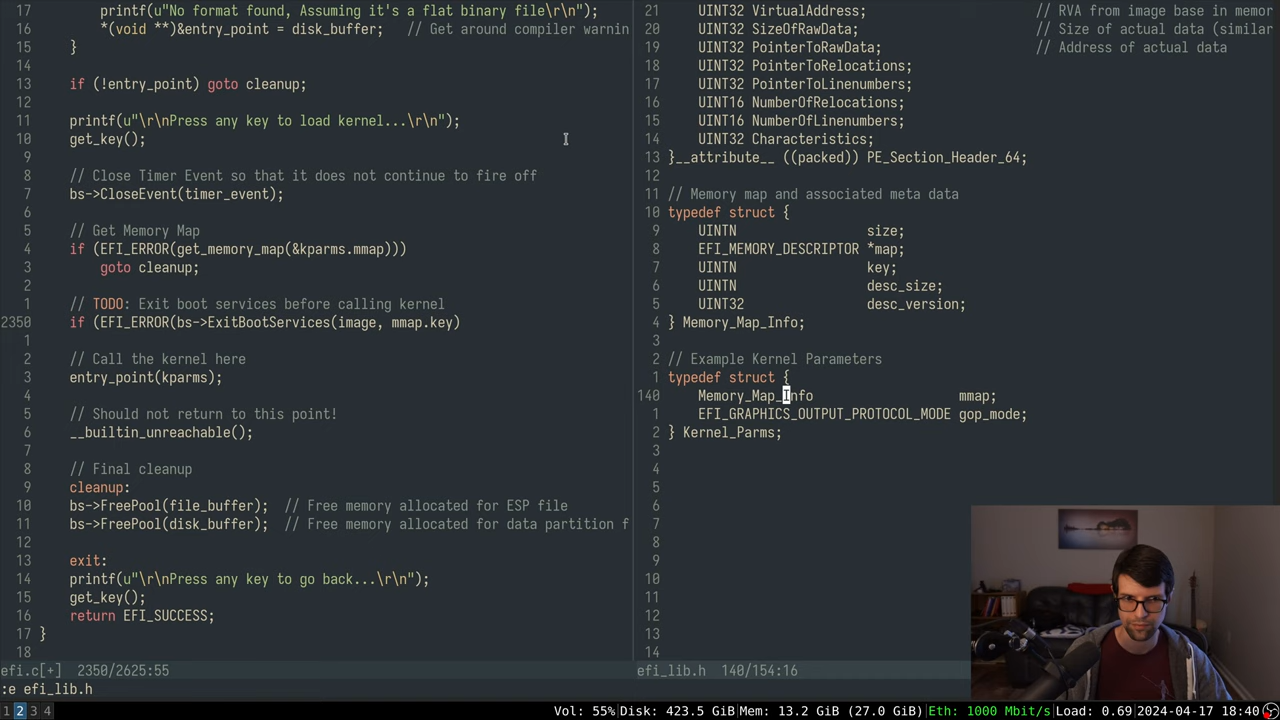 17 printf(u"No format found, Assuming it's a flat binary file\r\n");
16 *(void **)&entry_point = disk_buffer; // Get around compiler warnin
15 }
14
13 if (!entry_point) goto cleanup;
12
11 printf(u"\r\nPress any key to load kernel...\r\n");
10 get_key();
9
8 // Close Timer Event so that it does not continue to fire off
7 bs->CloseEvent(timer_event);
6
5 // Get Memory Map
4 if (EFI_ERROR(get_memory_map(&kparms.mmap)))
3 goto cleanup;
2
1 // TODO: Exit boot services before calling kernel
2350 if (EFI_ERROR(bs->ExitBootServices(image, mmap.key)
1
2 // Call the kernel here
3 entry_point(kparms);
4
5 // Should not return to this point!
6 __builtin_unreachable();
7
8 // Final cleanup
9 cleanup:
10 bs->FreePool(file_buffer); // Free memory allocated for ESP file
11 bs->FreePool(disk_buffer); // Free memory allocated for data partition f
12
13 exit:
14 printf(u"\r\nPress any key to go back...\r\n");
15 get_key();
16 return EFI_SUCCESS;
17 }
18
efi.c[+] 2350/2625:55
:e efi_lib.h
21 UINT32 VirtualAddress; // RVA from image base in memor
20 UINT32 SizeOfRawData; // Size of actual data (similar
19 UINT32 PointerToRawData; // Address of actual data
18 UINT32 PointerToRelocations;
17 UINT32 PointerToLinenumbers;
16 UINT16 NumberOfRelocations;
15 UINT16 NumberOfLinenumbers;
14 UINT32 Characteristics;
13 }__attribute__ ((packed)) PE_Section_Header_64;
12
11 // Memory map and associated meta data
10 typedef struct {
9 UINTN size;
8 EFI_MEMORY_DESCRIPTOR *map;
7 UINTN key;
6 UINTN desc_size;
5 UINT32 desc_version;
4 } Memory_Map_Info;
3
2 // Example Kernel Parameters
1 typedef struct {
140 Memory_Map_Info mmap;
1 EFI_GRAPHICS_OUTPUT_PROTOCOL_MODE gop_mode;
2 } Kernel_Parms;
3
4
5
6
7
8
9
10
11
12
13
14
efi_lib.h 140/154:16
1 2 3 4
Vol: 55% Disk: 423.5 GiB Mem: 13.2 GiB (27.0 GiB) Eth: 1000 Mbit/s Load: 0.69 2024-04-17 18:40